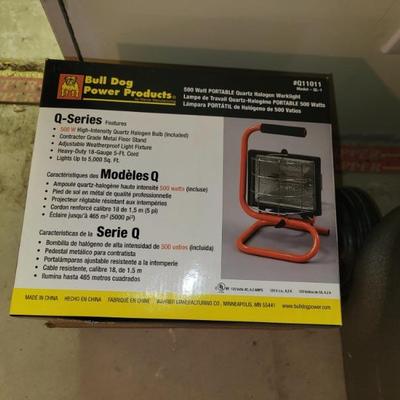 Bull Dog
Power Products®
#Q11011
Model - QL-1
500 Watt PORTABLE Quartz Halogen Worklight
Lampe de Travail Quartz-Halogène PORTABLE 500 Watts
Lámpara PORTÁTIL de Halógeno de 500 Vatios
Q-Series Features
• 500 W High-Intensity Quartz Halogen Bulb (Included)
• Contractor Grade Metal Floor Stand
• Adjustable Weatherproof Light Fixture
• Heavy-Duty 18-Gauge 5-Ft. Cord
• Lights Up to 5,000 Sq. Ft.
Caractéristiques des Modèles Q
• Ampoule quartz-halogène haute intensité 500 watts (incluse)
• Pied de sol en métal de qualité professionnelle
• Projecteur réglable résistant aux intempéries
• Cordon renforcé calibre 18 de 1,5 m (5 pi)
• Éclaire jusqu'à 465 m² (5000 pi²)
Características de la Serie Q
• Bombilla de halógeno de alta intensidad de 500 vatios (incluida)
• Pedestal metálico para contratista
• Portalámparas ajustable resistente a la intemperie
• Cable resistente, calibre 18, de 1,5 m
• Ilumina hasta 465 metros cuadrados
MADE IN CHINA HECHO EN CHINA FABRIQUÉ EN CHINE WARNER MANUFACTURING CO., MINNEAPOLIS, MN 55441 www.bulldogpower.com